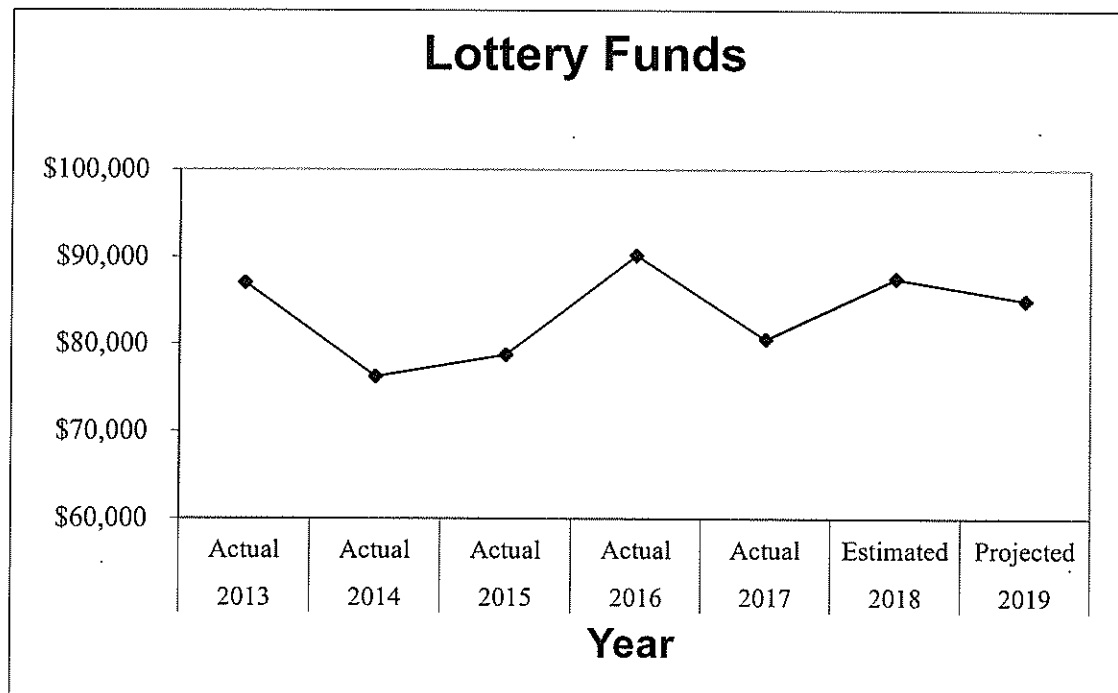 Lottery Funds
$100,000
$90,000
$80,000
$70,000
$60,000
Actual Actual Actual Actual Actual Estimated Projected
2013 2014 2015 2016 2017 2018 2019
Year